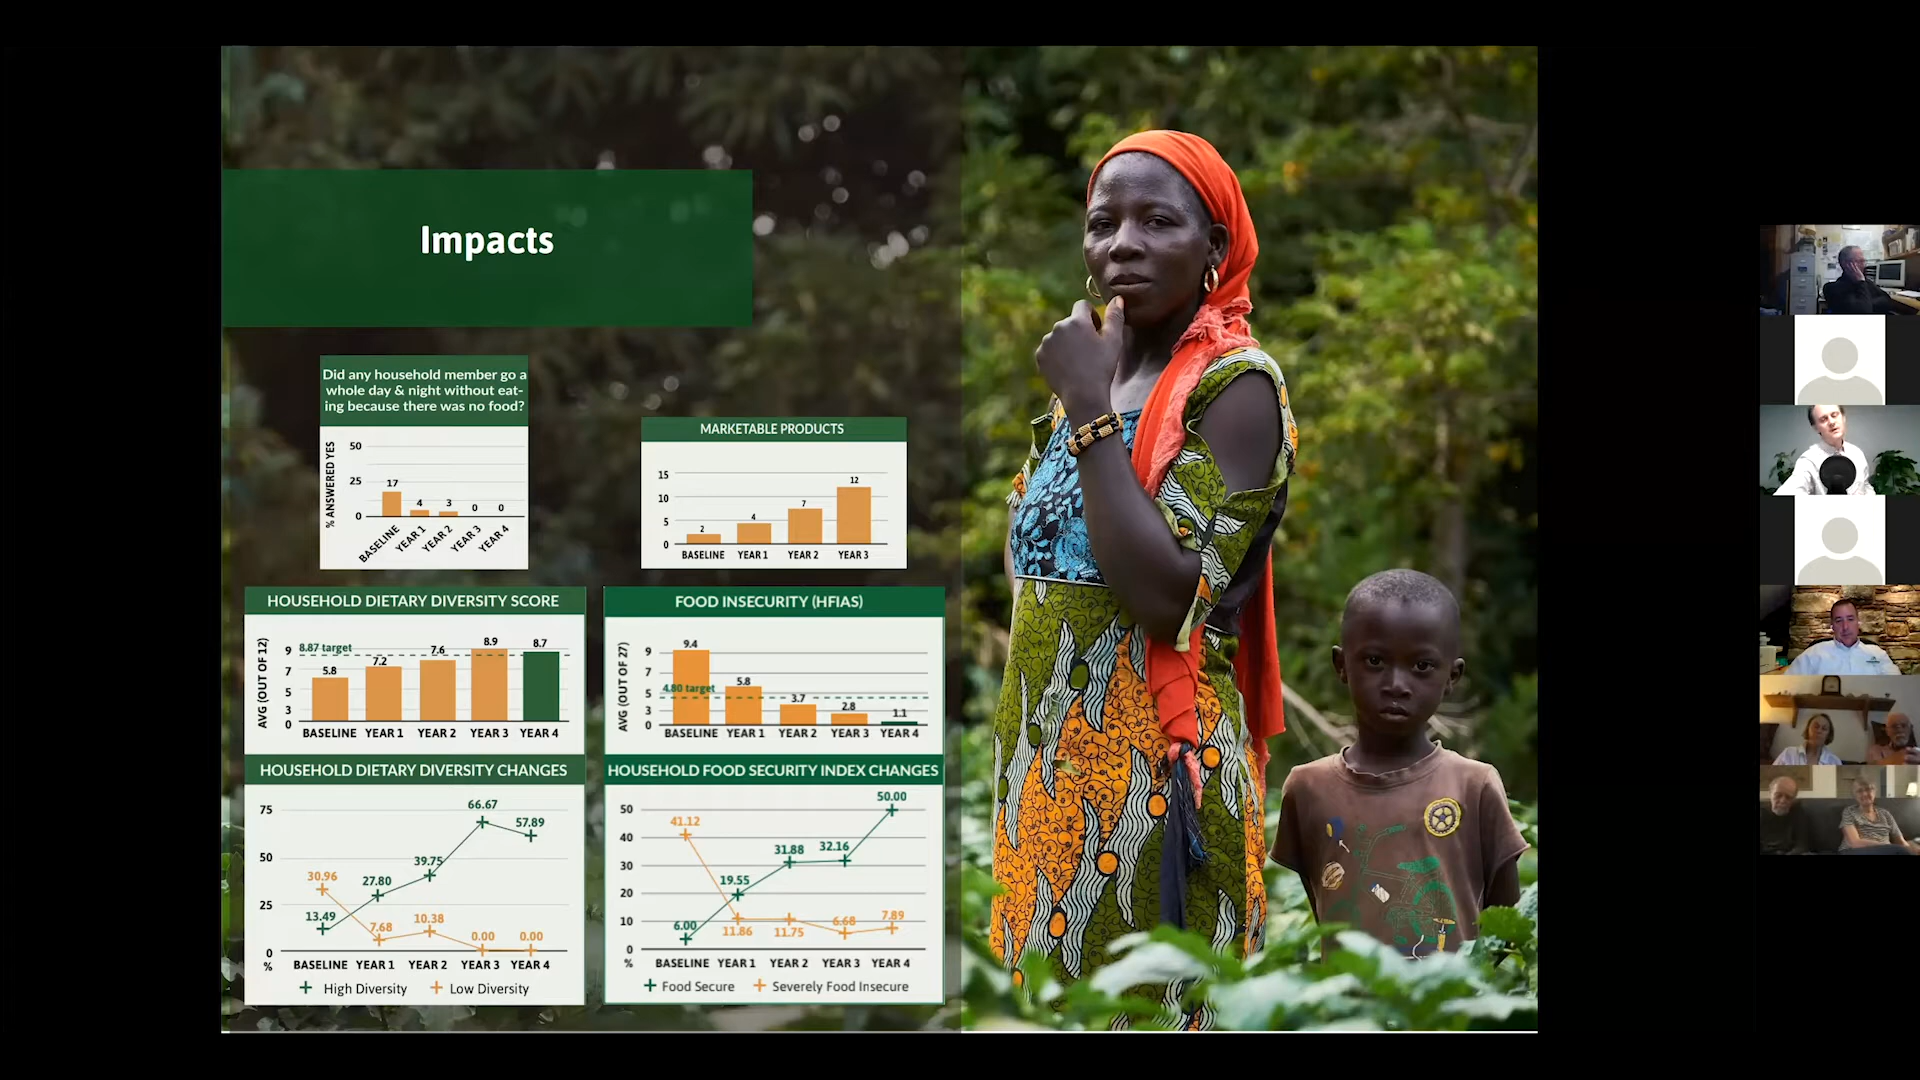 Impacts
Did any household member go a
whole day & night without eat-
ing because there was no food?
% ANSWERED YES
50
25
0
17
4
3
0
0
BASELINE
YEAR 1
YEAR 2
YEAR 3
YEAR 4
MARKETABLE PRODUCTS
15
10
5
0
2
4
7
12
BASELINE YEAR 1 YEAR 2 YEAR 3
HOUSEHOLD DIETARY DIVERSITY SCORE
AVG (OUT OF 12)
9
7
5
3
0
8.87 target
5.8
7.2
7.6
8.9
8.7
BASELINE YEAR 1 YEAR 2 YEAR 3 YEAR 4
FOOD INSECURITY (HFIAS)
AVG (OUT OF 27)
9
7
5
3
0
4.80 target
9.4
5.8
3.7
2.8
1.1
BASELINE YEAR 1 YEAR 2 YEAR 3 YEAR 4
HOUSEHOLD DIETARY DIVERSITY CHANGES
75
50
25
0
%
30.96
13.49
27.80
7.68
39.75
10.38
66.67
0.00
57.89
0.00
BASELINE YEAR 1 YEAR 2 YEAR 3 YEAR 4
High Diversity Low Diversity
HOUSEHOLD FOOD SECURITY INDEX CHANGES
50
40
30
20
10
0
%
41.12
6.00
19.55
11.86
31.88
11.75
32.16
6.68
50.00
7.89
BASELINE YEAR 1 YEAR 2 YEAR 3 YEAR 4
Food Secure Severely Food Insecure